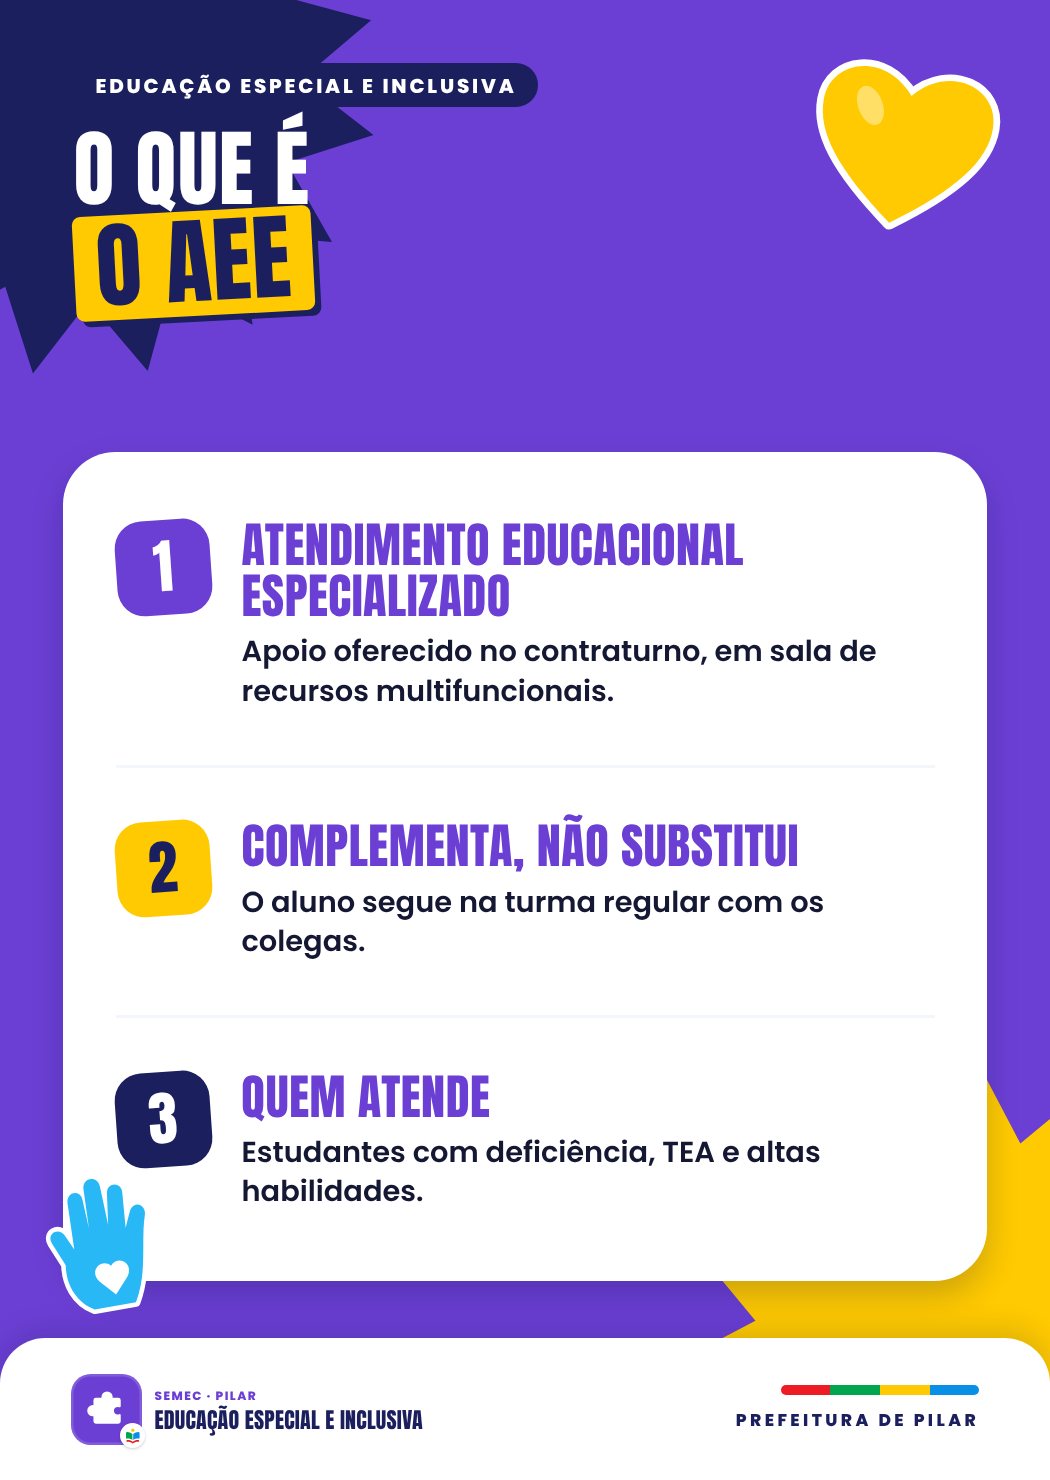 EDUCAÇÃO ESPECIAL E INCLUSIVA
O QUE É
O AEE
1
ATENDIMENTO EDUCACIONAL
ESPECIALIZADO
Apoio oferecido no contraturno, em sala de
recursos multifuncionais.
2
COMPLEMENTA, NÃO SUBSTITUI
O aluno segue na turma regular com os
colegas.
3
QUEM ATENDE
Estudantes com deficiência, TEA e altas
habilidades.
SEMEC · PILAR
EDUCAÇÃO ESPECIAL E INCLUSIVA
PREFEITURA DE PILAR